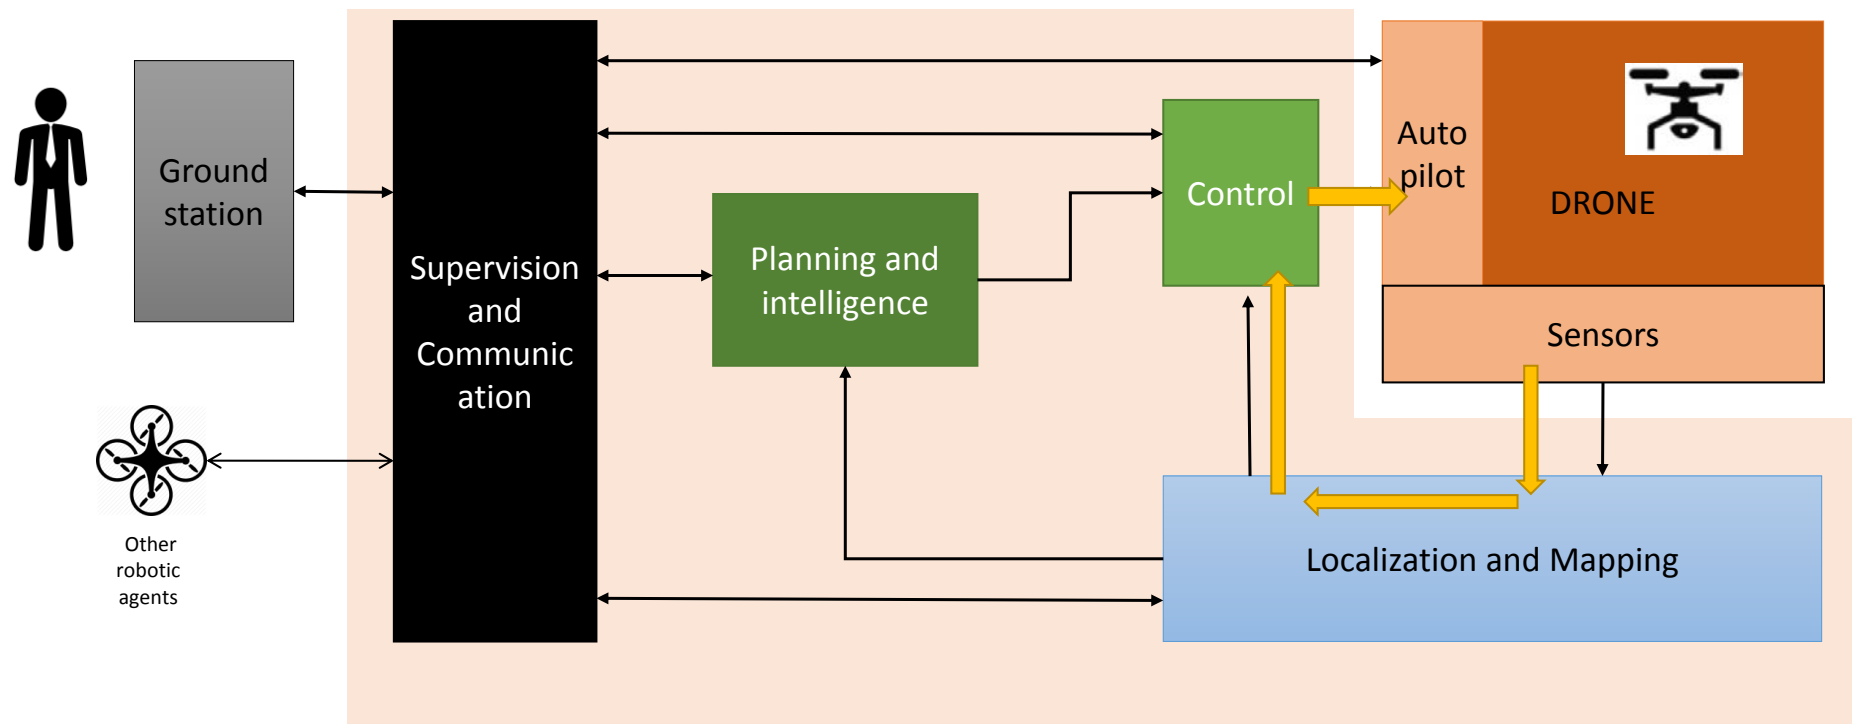 Ground
station
Other
robotic
agents
Supervision
and
Communic
ation
Planning and
intelligence
Control
Auto
pilot
DRONE
Sensors
Localization and Mapping